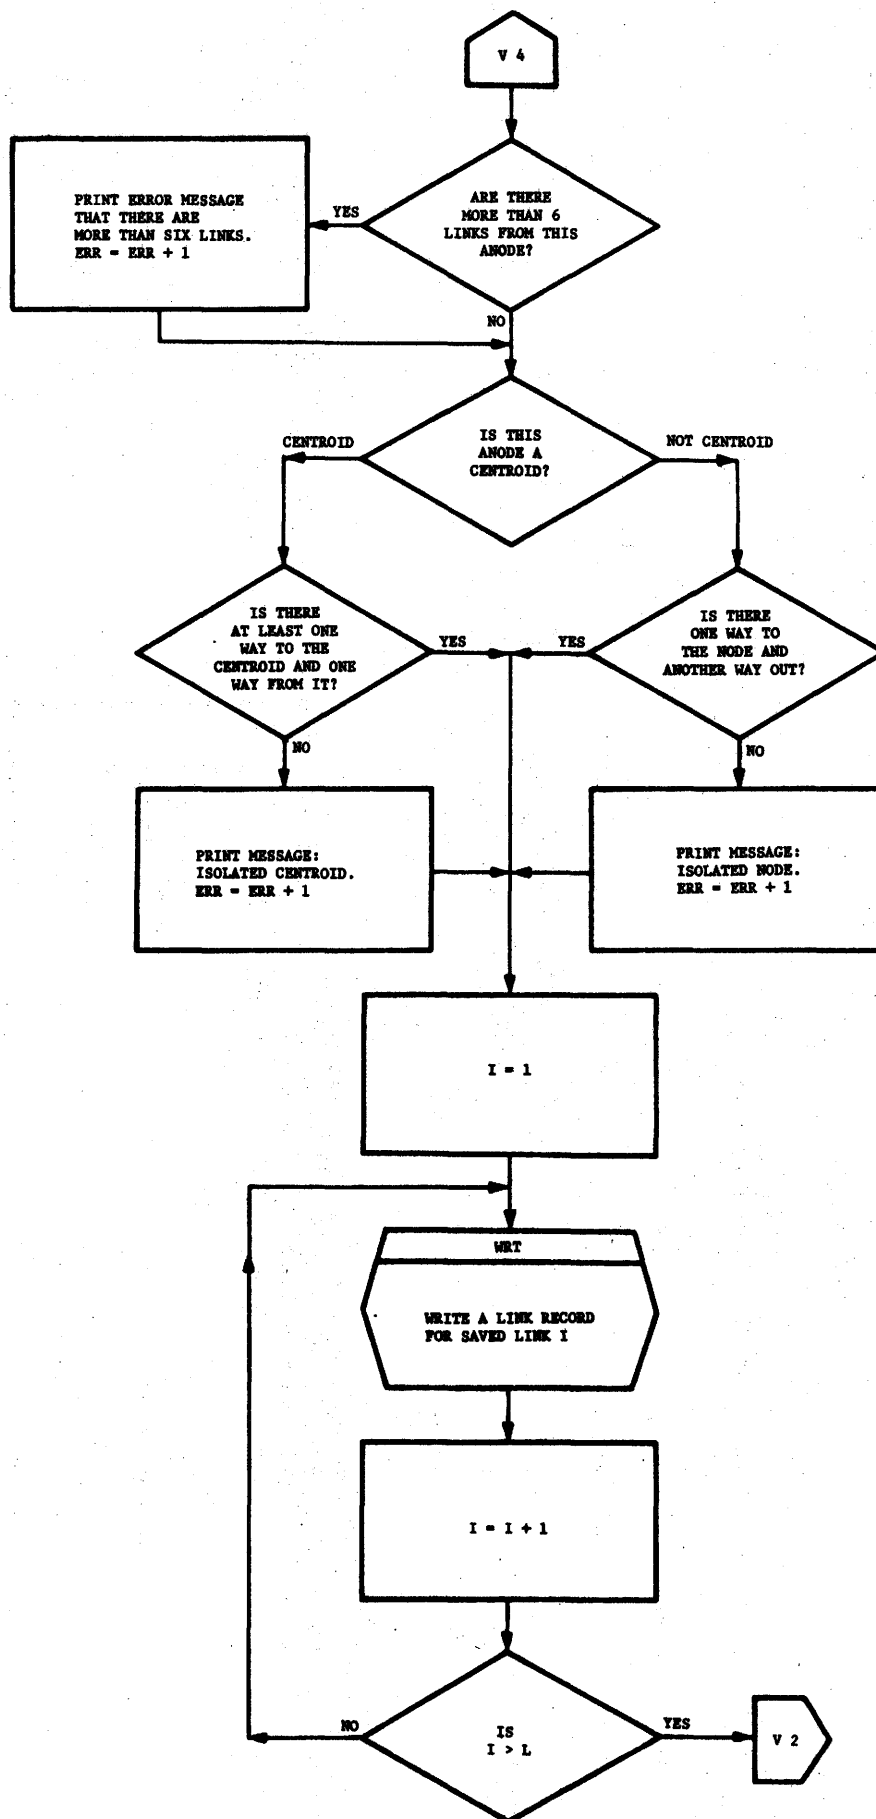 V 4
ARE THERE
MORE THAN 6
LINKS FROM THIS
ANODE?
YES
PRINT ERROR MESSAGE
THAT THERE ARE
MORE THAN SIX LINKS.
ERR = ERR + 1
NO
IS THIS
ANODE A
CENTROID?
CENTROID
NOT CENTROID
IS THERE
AT LEAST ONE
WAY TO THE
CENTROID AND ONE
WAY FROM IT?
YES
YES
IS THERE
ONE WAY TO
THE NODE AND
ANOTHER WAY OUT?
NO
NO
PRINT MESSAGE:
ISOLATED CENTROID.
ERR = ERR + 1
PRINT MESSAGE:
ISOLATED NODE.
ERR = ERR + 1
I = 1
WRT
WRITE A LINK RECORD
FOR SAVED LINK I
I = I + 1
IS
I > L
NO
YES
V 2